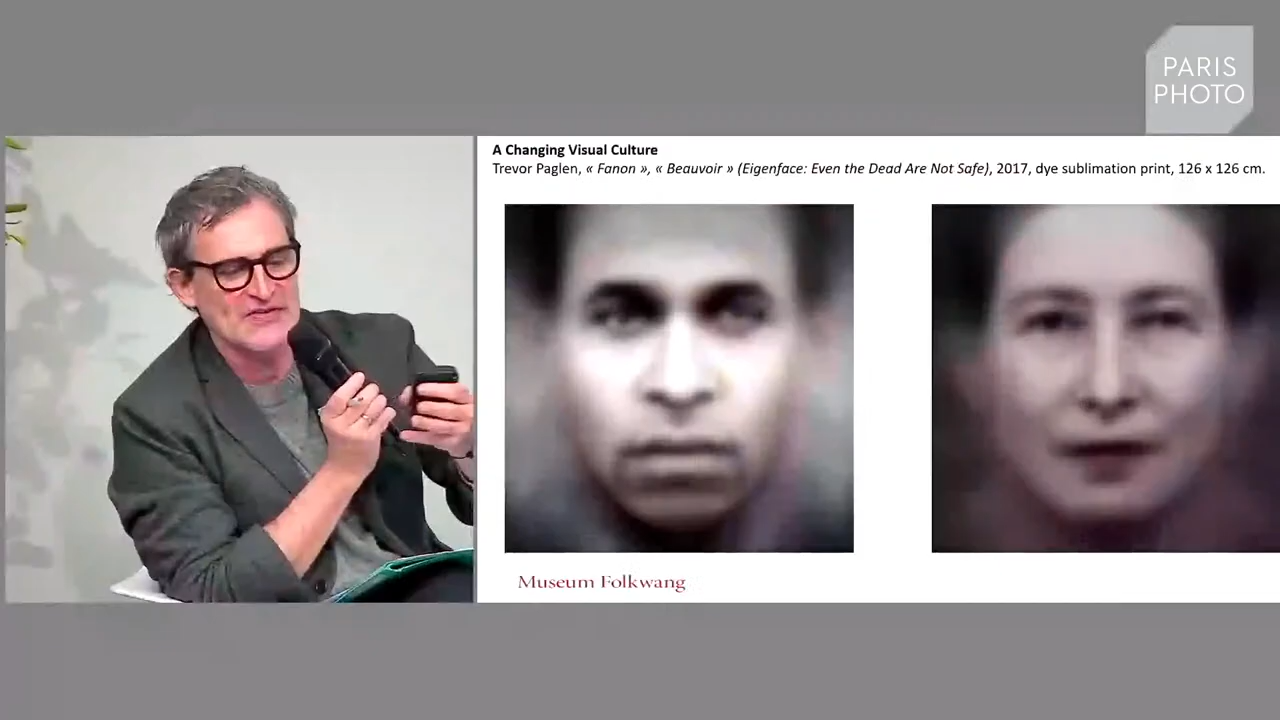 PARIS
PHOTO
A Changing Visual Culture
Trevor Paglen, « Fanon », « Beauvoir » (Eigenface: Even the Dead Are Not Safe), 2017, dye sublimation print, 126 x 126 cm.
Museum Folkwang